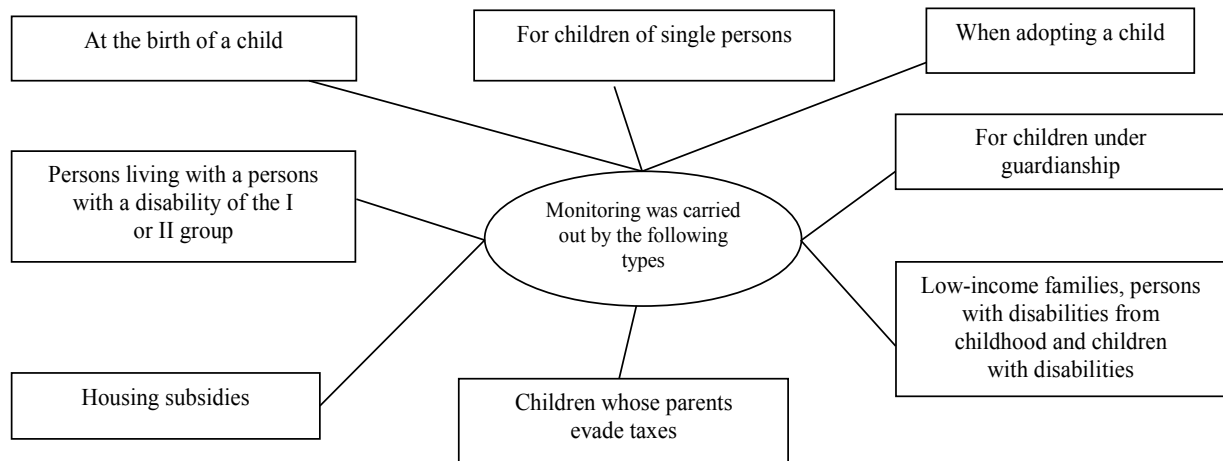 At the birth of a child
For children of single persons
When adopting a child
Persons living with a persons
with a disability of the I
or II group
Monitoring was carried
out by the following
types
For children under
guardianship
Low-income families, persons
with disabilities from
childhood and children
with disabilities
Housing subsidies
Children whose parents
evade taxes